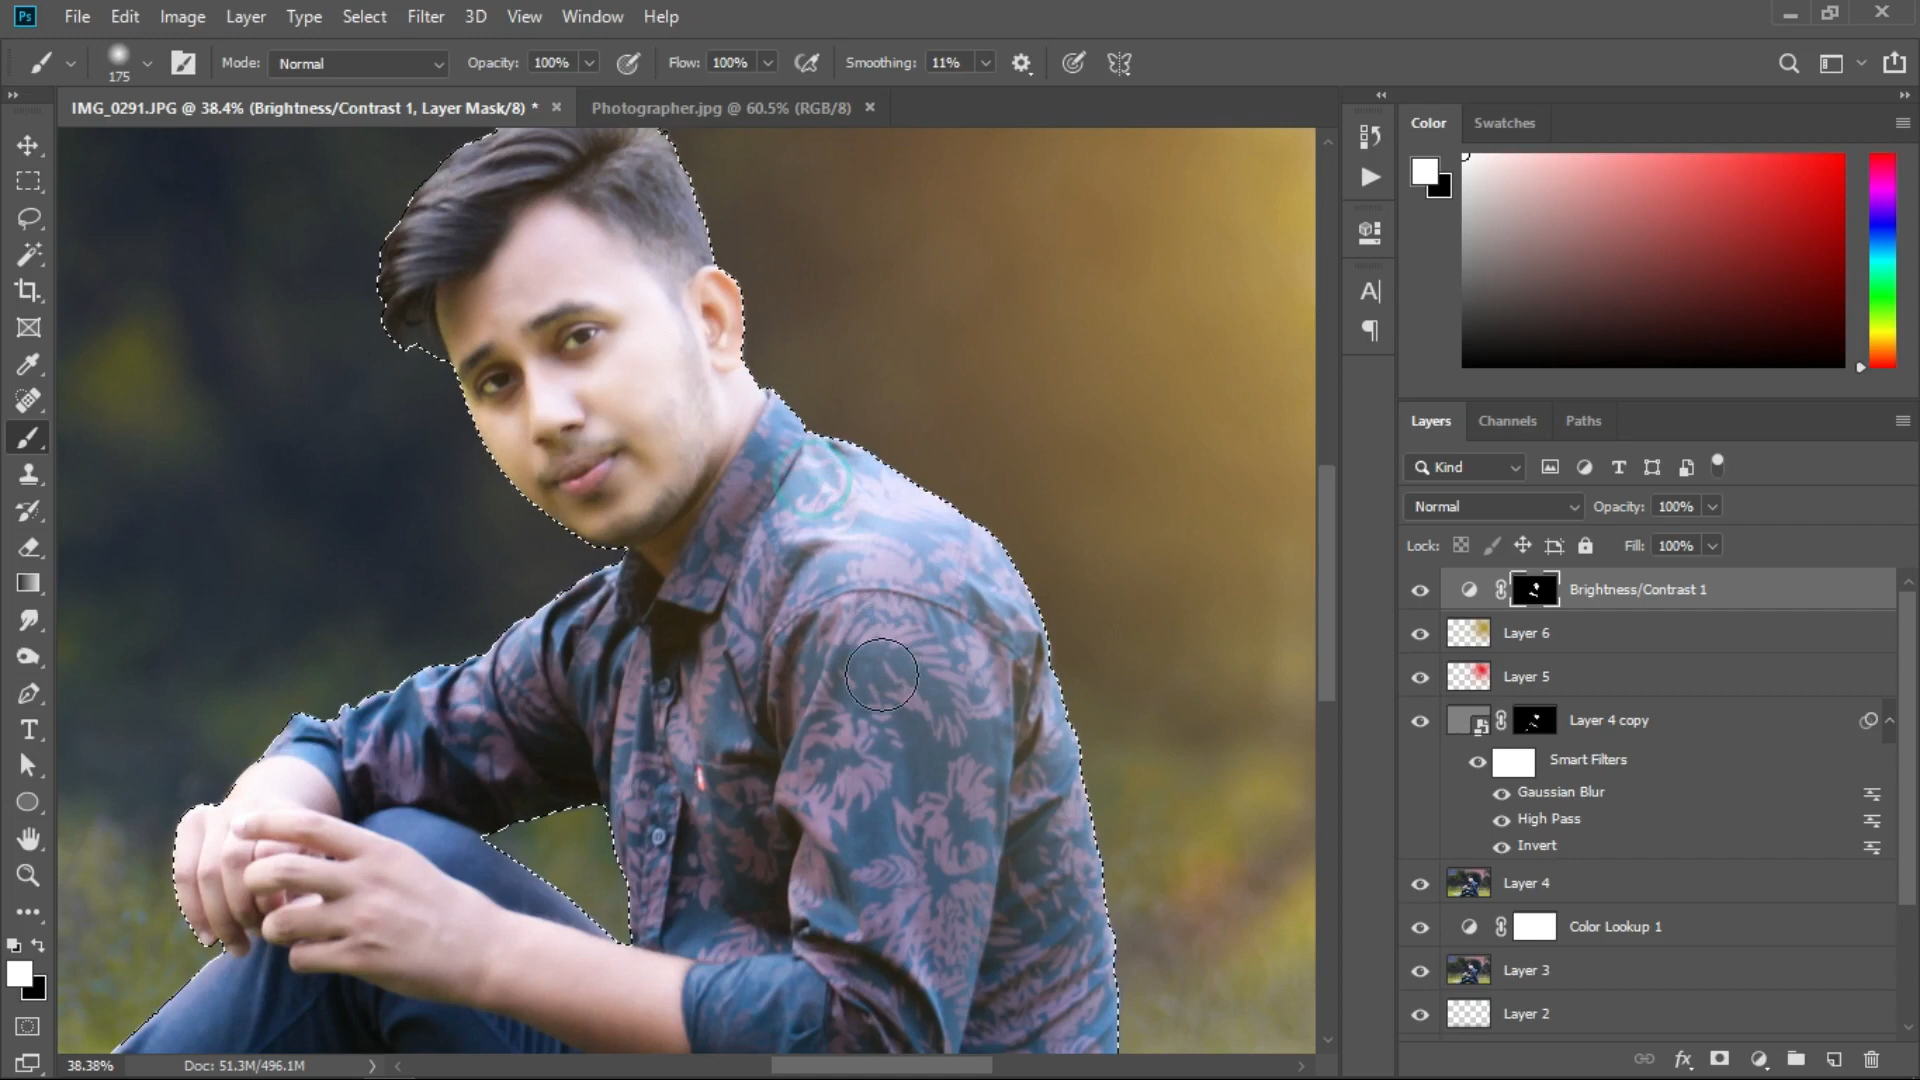 Ps File Edit Image Layer Type Select Filter 3D View Window Help
175 Mode: Normal Opacity: 100% Flow: 100% Smoothing: 11%
IMG_0291.JPG @ 38.4% (Brightness/Contrast 1, Layer Mask/8) * Photographer.jpg @ 60.5% (RGB/8)
Color Swatches
Layers Channels Paths
Kind
Normal Opacity: 100%
Lock: Fill: 100%
Brightness/Contrast 1
Layer 6
Layer 5
Layer 4 copy
Smart Filters
Gaussian Blur
High Pass
Invert
Layer 4
Color Lookup 1
Layer 3
Layer 2
38.38% Doc: 51.3M/496.1M